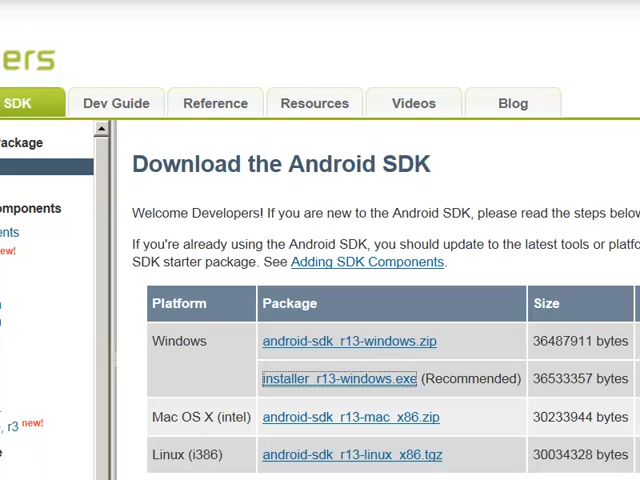 ers
SDK
Dev Guide
Reference
Resources
Videos
Blog
ackage
omponents
ents
ew!
, r3 new!
Download the Android SDK
Welcome Developers! If you are new to the Android SDK, please read the steps below
If you're already using the Android SDK, you should update to the latest tools or platfo
SDK starter package. See Adding SDK Components.
Platform Package Size
Windows android-sdk_r13-windows.zip 36487911 bytes
installer_r13-windows.exe (Recommended) 36533357 bytes
Mac OS X (intel) android-sdk_r13-mac_x86.zip 30233944 bytes
Linux (i386) android-sdk_r13-linux_x86.tgz 30034328 bytes